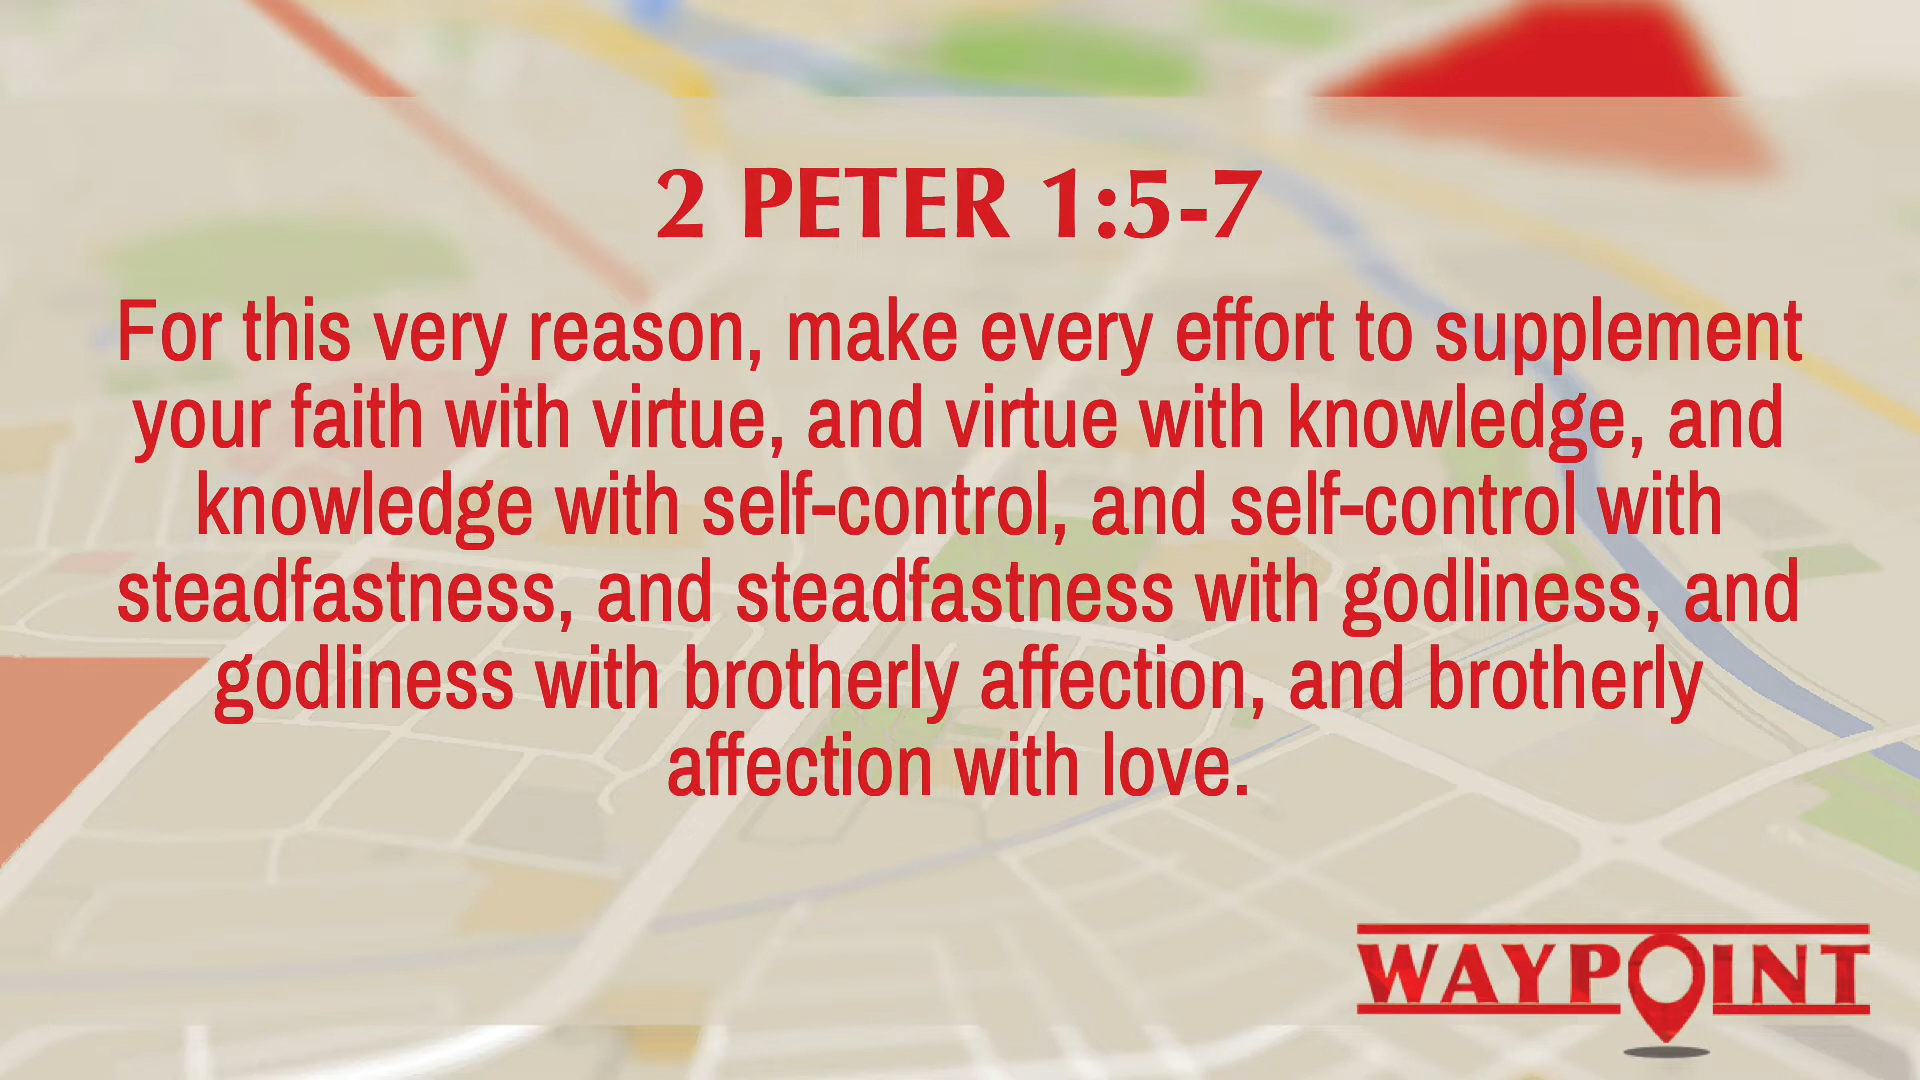 2 PETER 1:5-7
For this very reason, make every effort to supplement
your faith with virtue, and virtue with knowledge, and
knowledge with self-control, and self-control with
steadfastness, and steadfastness with godliness, and
godliness with brotherly affection, and brotherly
affection with love.
WAYPOINT